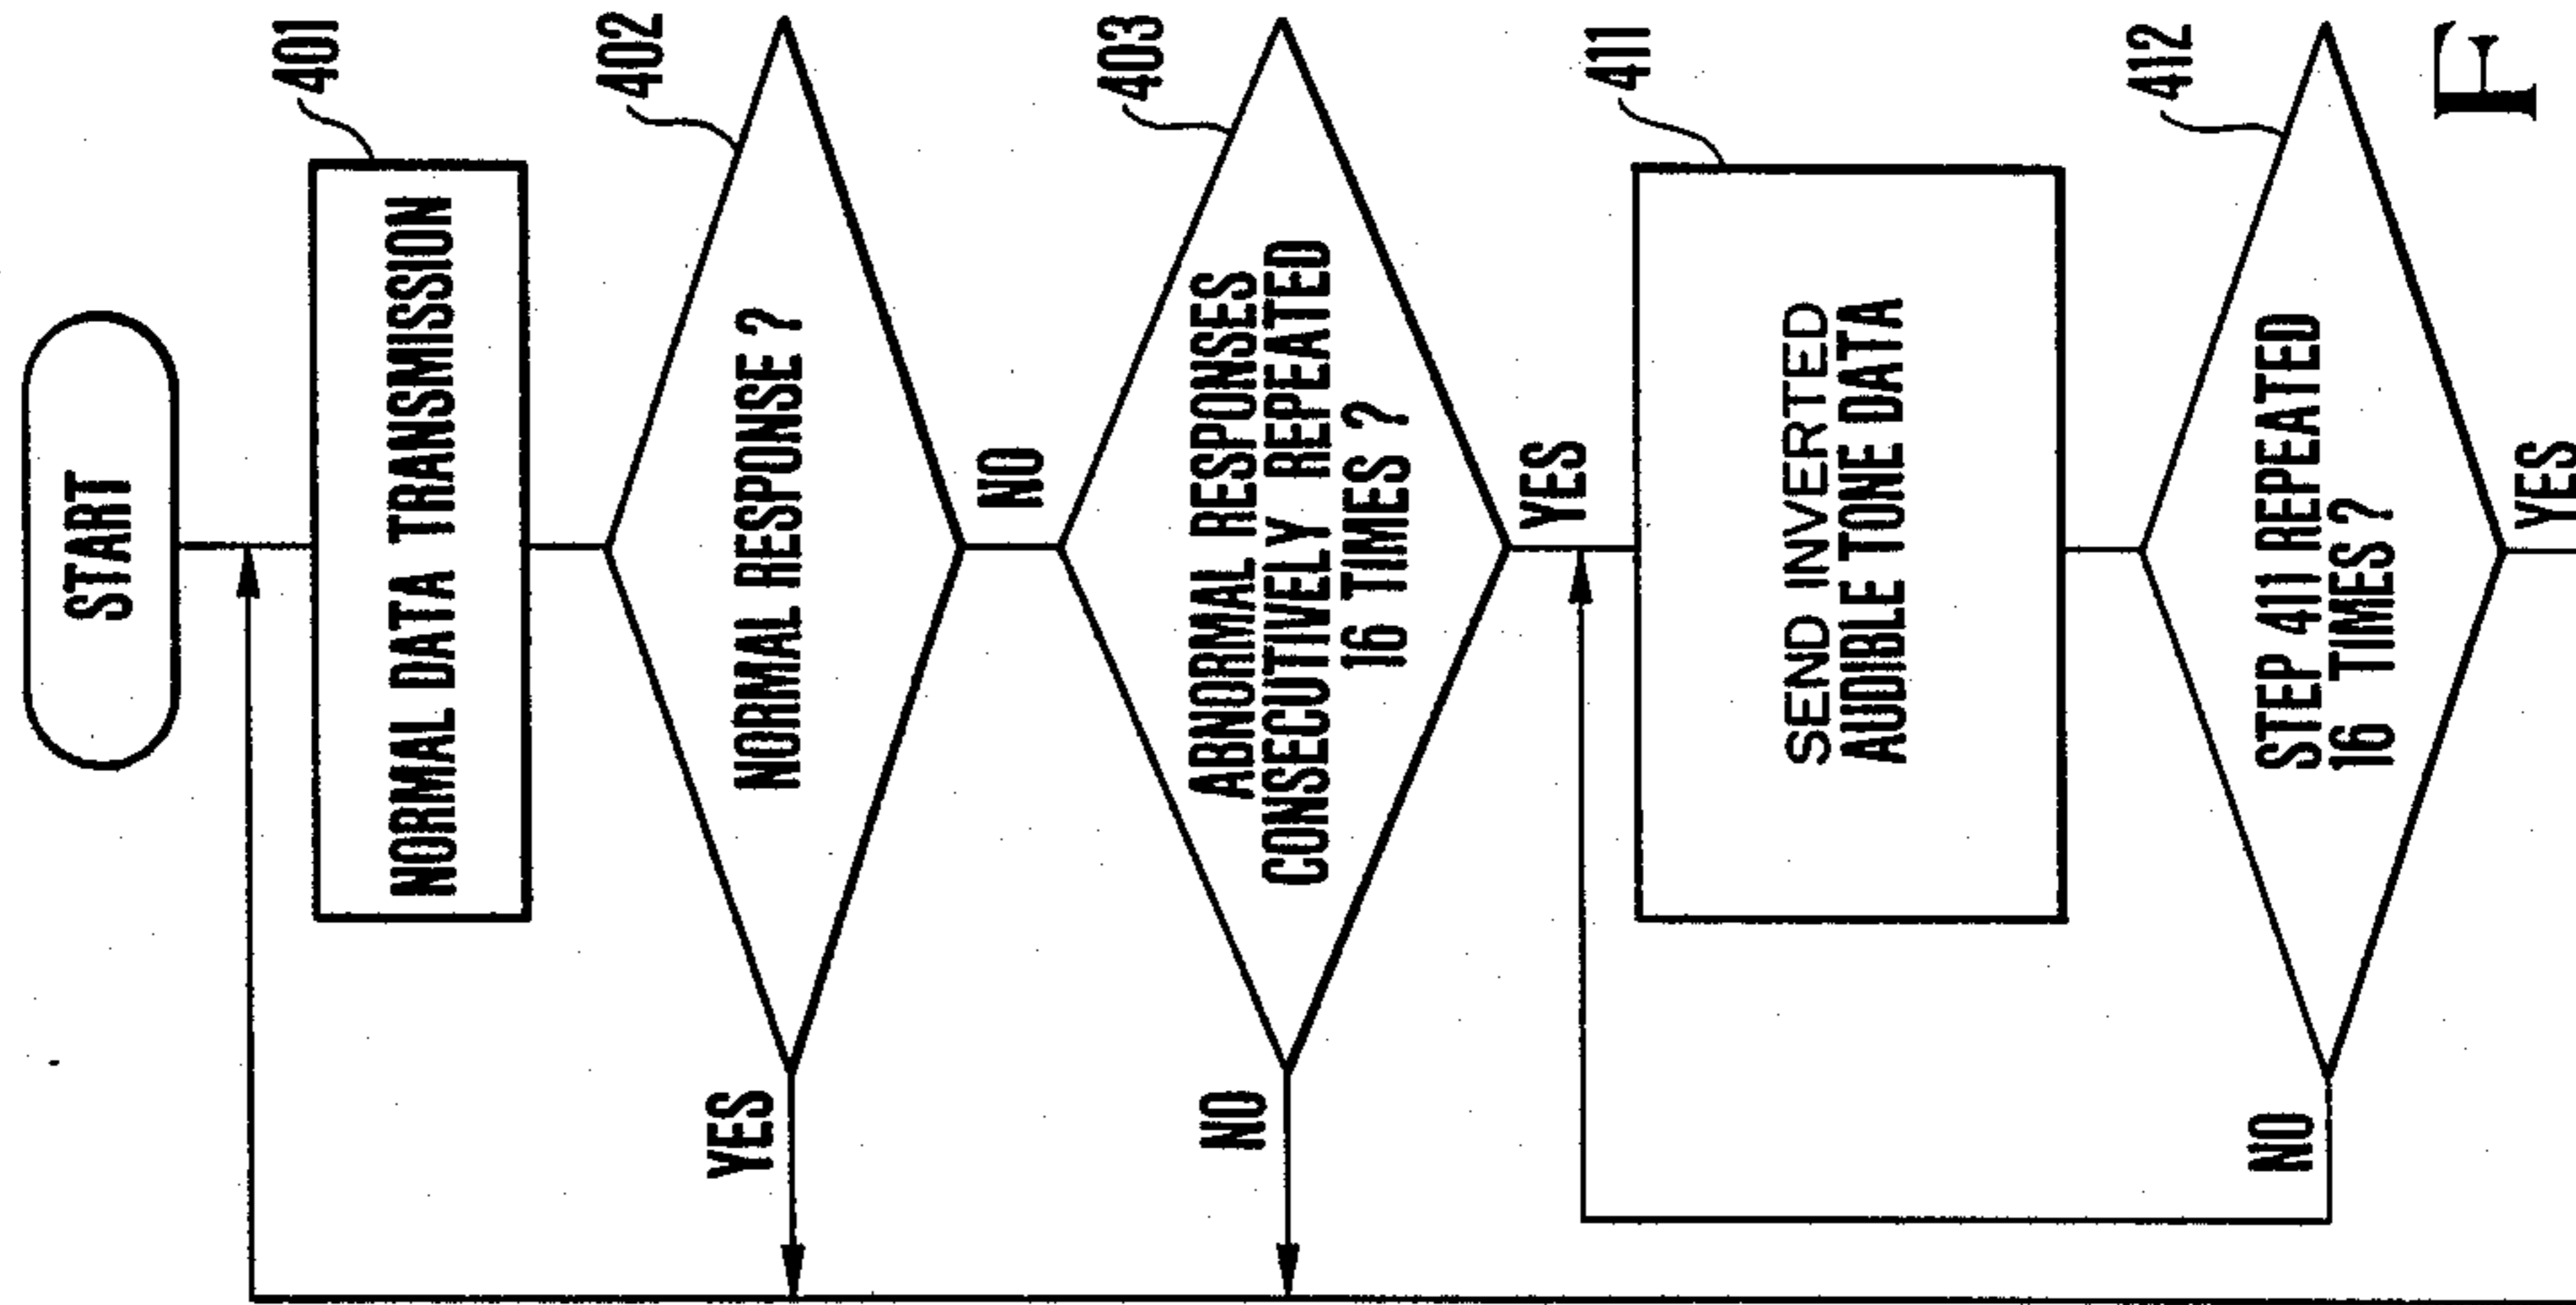 START
401
NORMAL DATA TRANSMISSION
402
NORMAL RESPONSE ?
YES
NO
403
ABNORMAL RESPONSES
CONSECUTIVELY REPEATED
16 TIMES ?
NO
YES
411
SEND INVERTED
AUDIBLE TONE DATA
412
STEP 411 REPEATED
16 TIMES ?
NO
YES
F